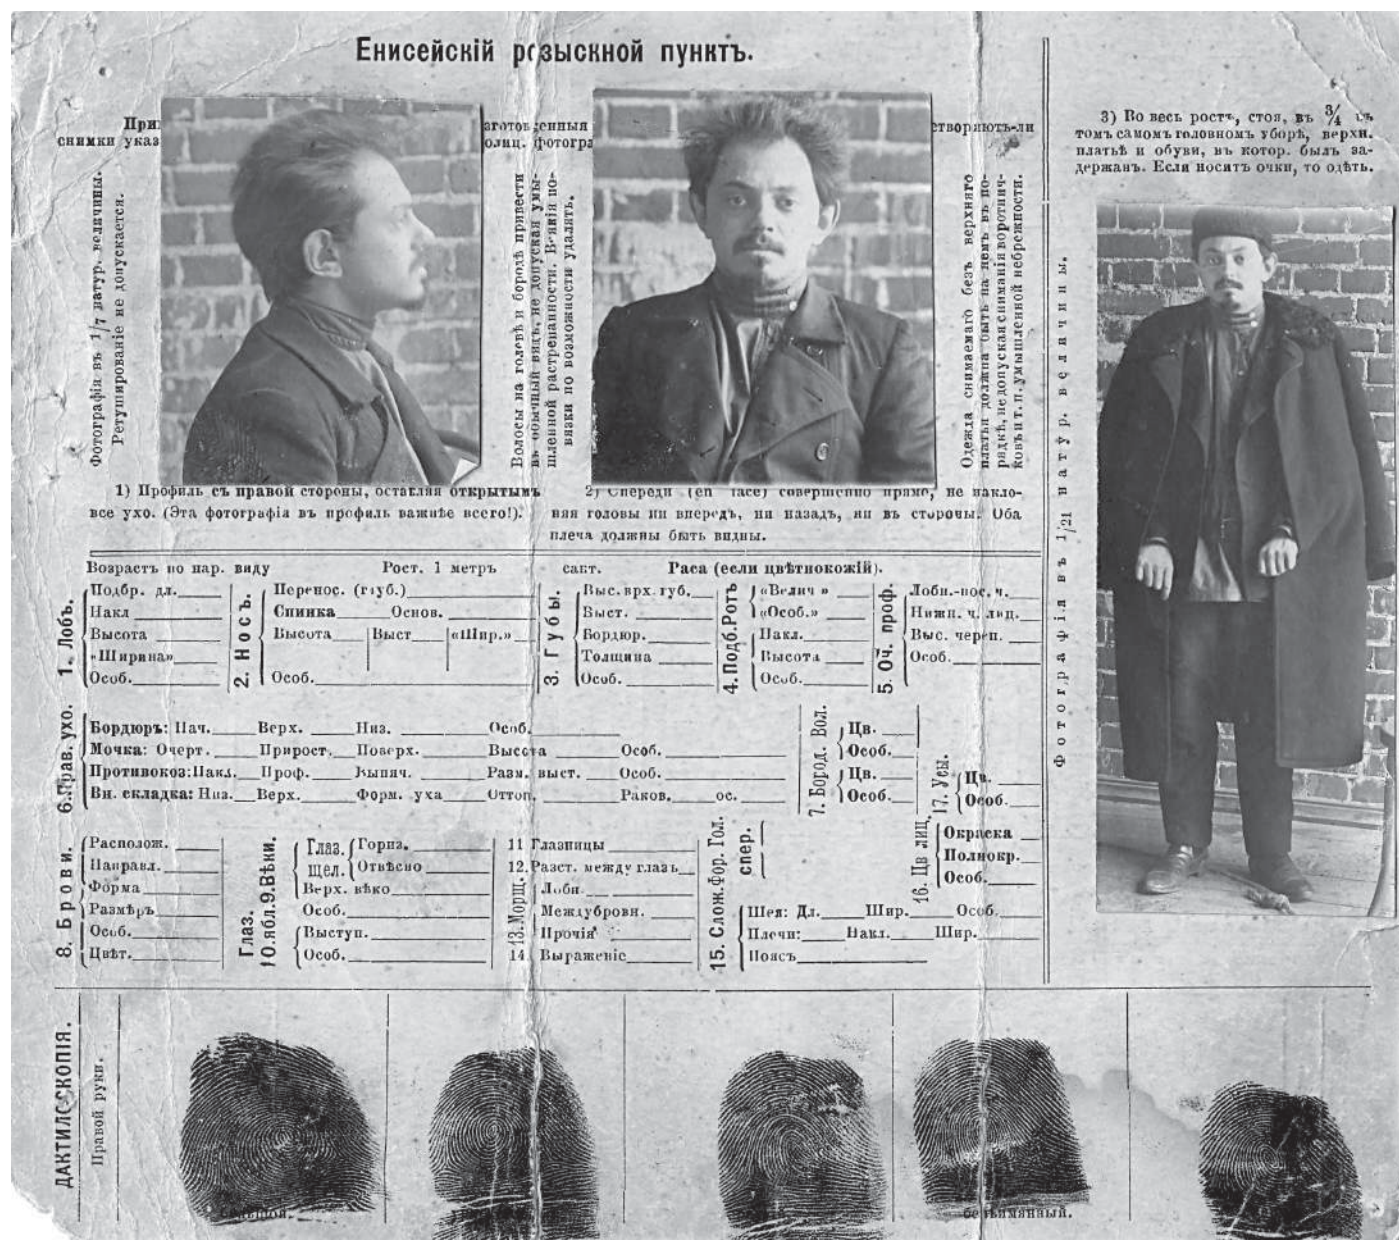 Енисейскій розыскной пунктъ.
снимки указ
ютъ-ли
Фотографія въ 1/7 натур. величины.
Ретушированіе не допускается.
Волосы на головѣ и бородѣ привести
въ обычный видъ, не допуская умы-
шленной растрепанности. Всякія по-
вязки по возможности удалять.
Одежда снимаемаго безъ верхняго
платья должна быть на немъ въ по-
рядкѣ, не допуская сниманія воротнич-
ковъ и т. п. умышленной небрежности.
1) Профиль съ правой стороны, оставляя открытымъ
все ухо. (Эта фотографія въ профиль важнѣе всего!).
2) Спереди (en face) совершенно прямо, не накло-
няя головы ни впередъ, ни назадъ, ни въ стороны. Оба
плеча должны быть видны.
3) Во весь ростъ, стоя, въ 3/4 съ
томъ самомъ головномъ уборѣ, верхн.
платьѣ и обуви, въ котор. былъ за-
держанъ. Если носитъ очки, то одѣть.
Фотографія въ 1/21 натур. величины.
Возрастъ по нар. виду Рост. 1 метръ сант. Раса (если цвѣтнокожій).
1. Лобъ.
Подбр. дл.
Накл
Высота
«Ширина»
Особ.
2. Носъ.
Перенос. (глуб.)
Спинка Основ.
Высота Выст «Шир.»
Особ.
3. Губы.
Выс. врх. губ.
Выст.
Бордюр.
Толщина
Особ.
4. Подб. Ротъ
«Велич »
«Особ.»
Накл.
Высота
Особ.
5. Оч. проф.
Лобн.-нос. ч.
Нижн. ч. лиц.
Выс. череп.
Особ.
6. Прав. ухо.
Бордюръ: Нач. Верх. Низ. Особ.
Мочка: Очерт. Прирост. Поверх. Высота Особ.
Противокоз: Накл. Проф. Выпяч. Разм. выст. Особ.
Вн. складка: Низ. Верх. Форм. уха Оттоп. Раков. ос.
7. Бород. Вол.
Цв.
Особ.
Цв.
Особ.
17. Усы.
Цв.
Особ.
8. Брови.
Располож.
Направл.
Форма
Размѣръ
Особ.
Цвѣт.
9. Вѣки.
Глаз. щел.
Горпз.
Отвѣсно
Верх. вѣко
Особ.
10. ябл. Глаз.
Выступ.
Особ.
11 Глазницы
12. Разст. между глазъ
13. Морщ.
Лобн.
Междубровн.
Прочія
14. Выраженіе
15. Слож. Фор. Гол.
спер.
Шея: Дл. Шир. Особ.
Плечи: Накл. Шир.
Поясъ
16. Цв лиц.
Окраска
Полнокр.
Особ.
ДАКТИЛОСКОПІЯ.
Правой руки.
безъимянный.